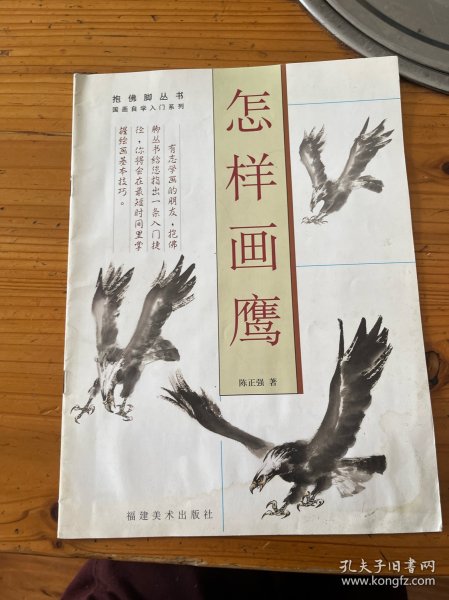 抱佛脚丛书
国画自学入门系列
怎样画鹰
有志学画的朋友，抱佛
脚丛书给您指出一条入门捷
径，你将会在最短时间里掌
握绘画基本技巧。
陈正强 著
福建美术出版社
孔夫子旧书网
www.kongfz.com